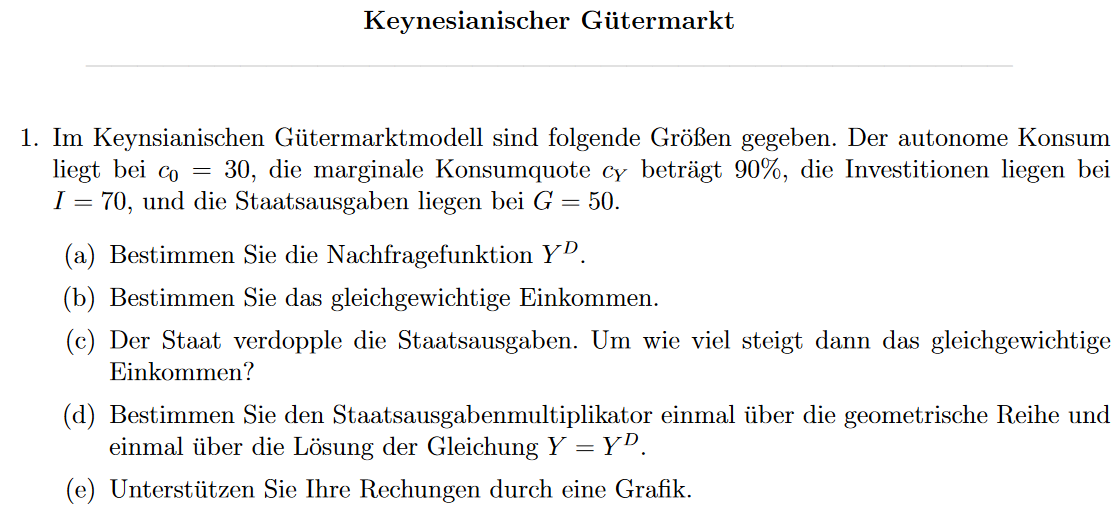 Keynesianischer Gütermarkt
1. Im Keynsianischen Gütermarktmodell sind folgende Größen gegeben. Der autonome Konsum
liegt bei c₀ = 30, die marginale Konsumquote c_Y beträgt 90%, die Investitionen liegen bei
I = 70, und die Staatsausgaben liegen bei G = 50.
(a) Bestimmen Sie die Nachfragefunktion Y^D.
(b) Bestimmen Sie das gleichgewichtige Einkommen.
(c) Der Staat verdopple die Staatsausgaben. Um wie viel steigt dann das gleichgewichtige
Einkommen?
(d) Bestimmen Sie den Staatsausgabenmultiplikator einmal über die geometrische Reihe und
einmal über die Lösung der Gleichung Y = Y^D.
(e) Unterstützen Sie Ihre Rechungen durch eine Grafik.